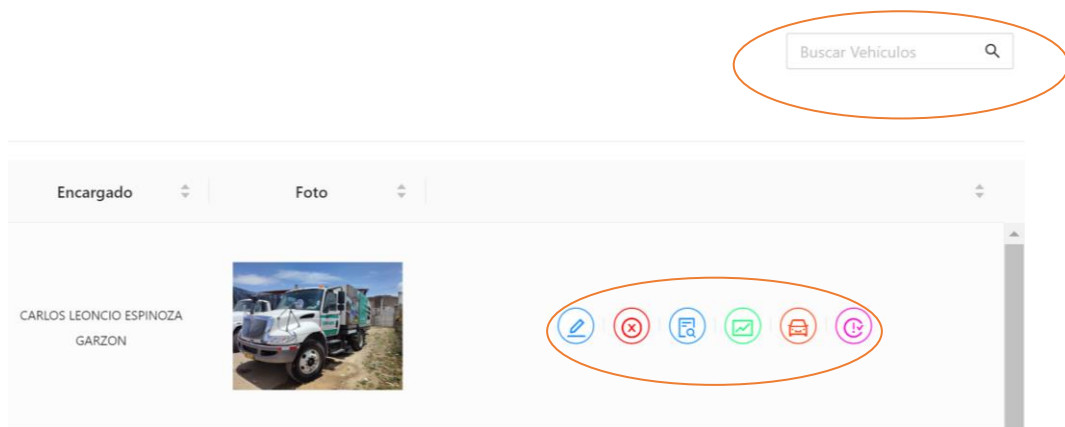 Buscar Vehículos
Encargado
Foto
CARLOS LEONCIO ESPINOZA
GARZON